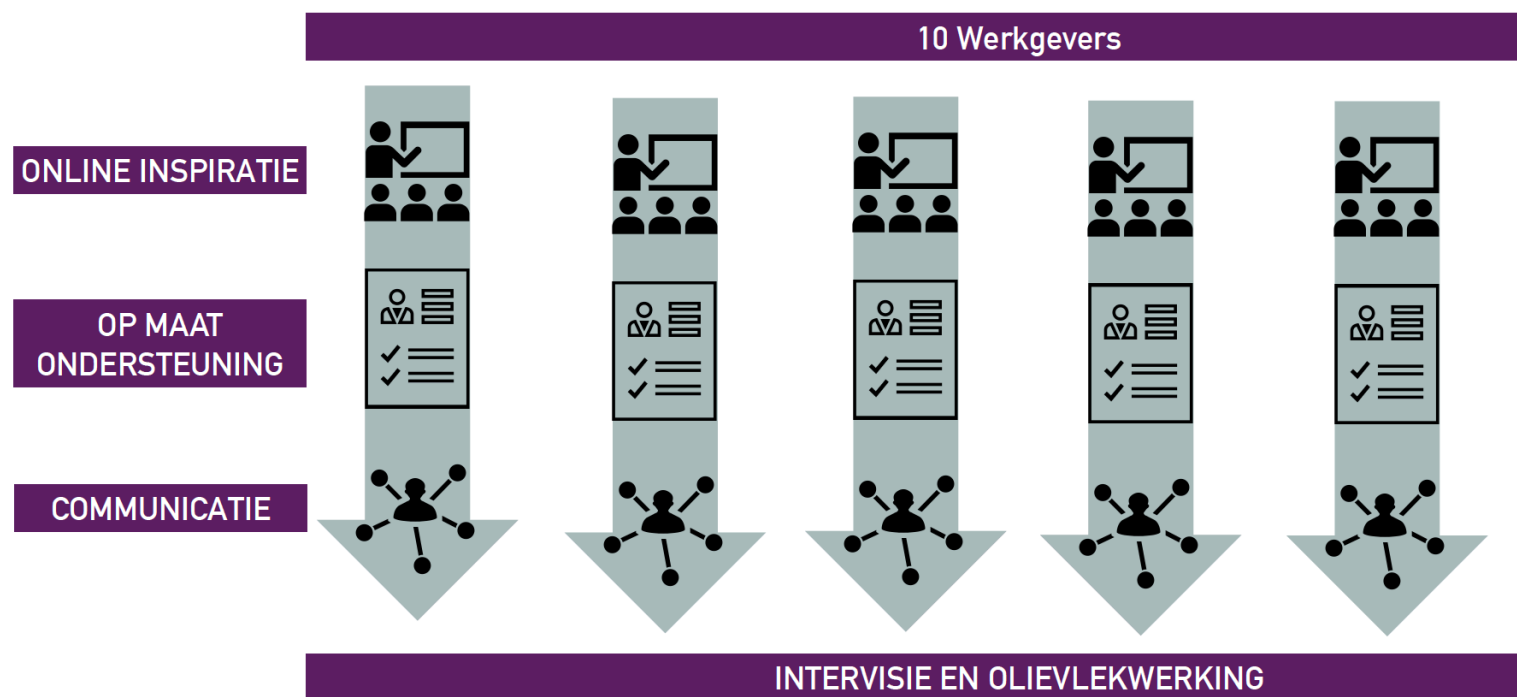 10 Werkgevers
ONLINE INSPIRATIE
OP MAAT
ONDERSTEUNING
COMMUNICATIE
INTERVISIE EN OLIEVLEKWERKING